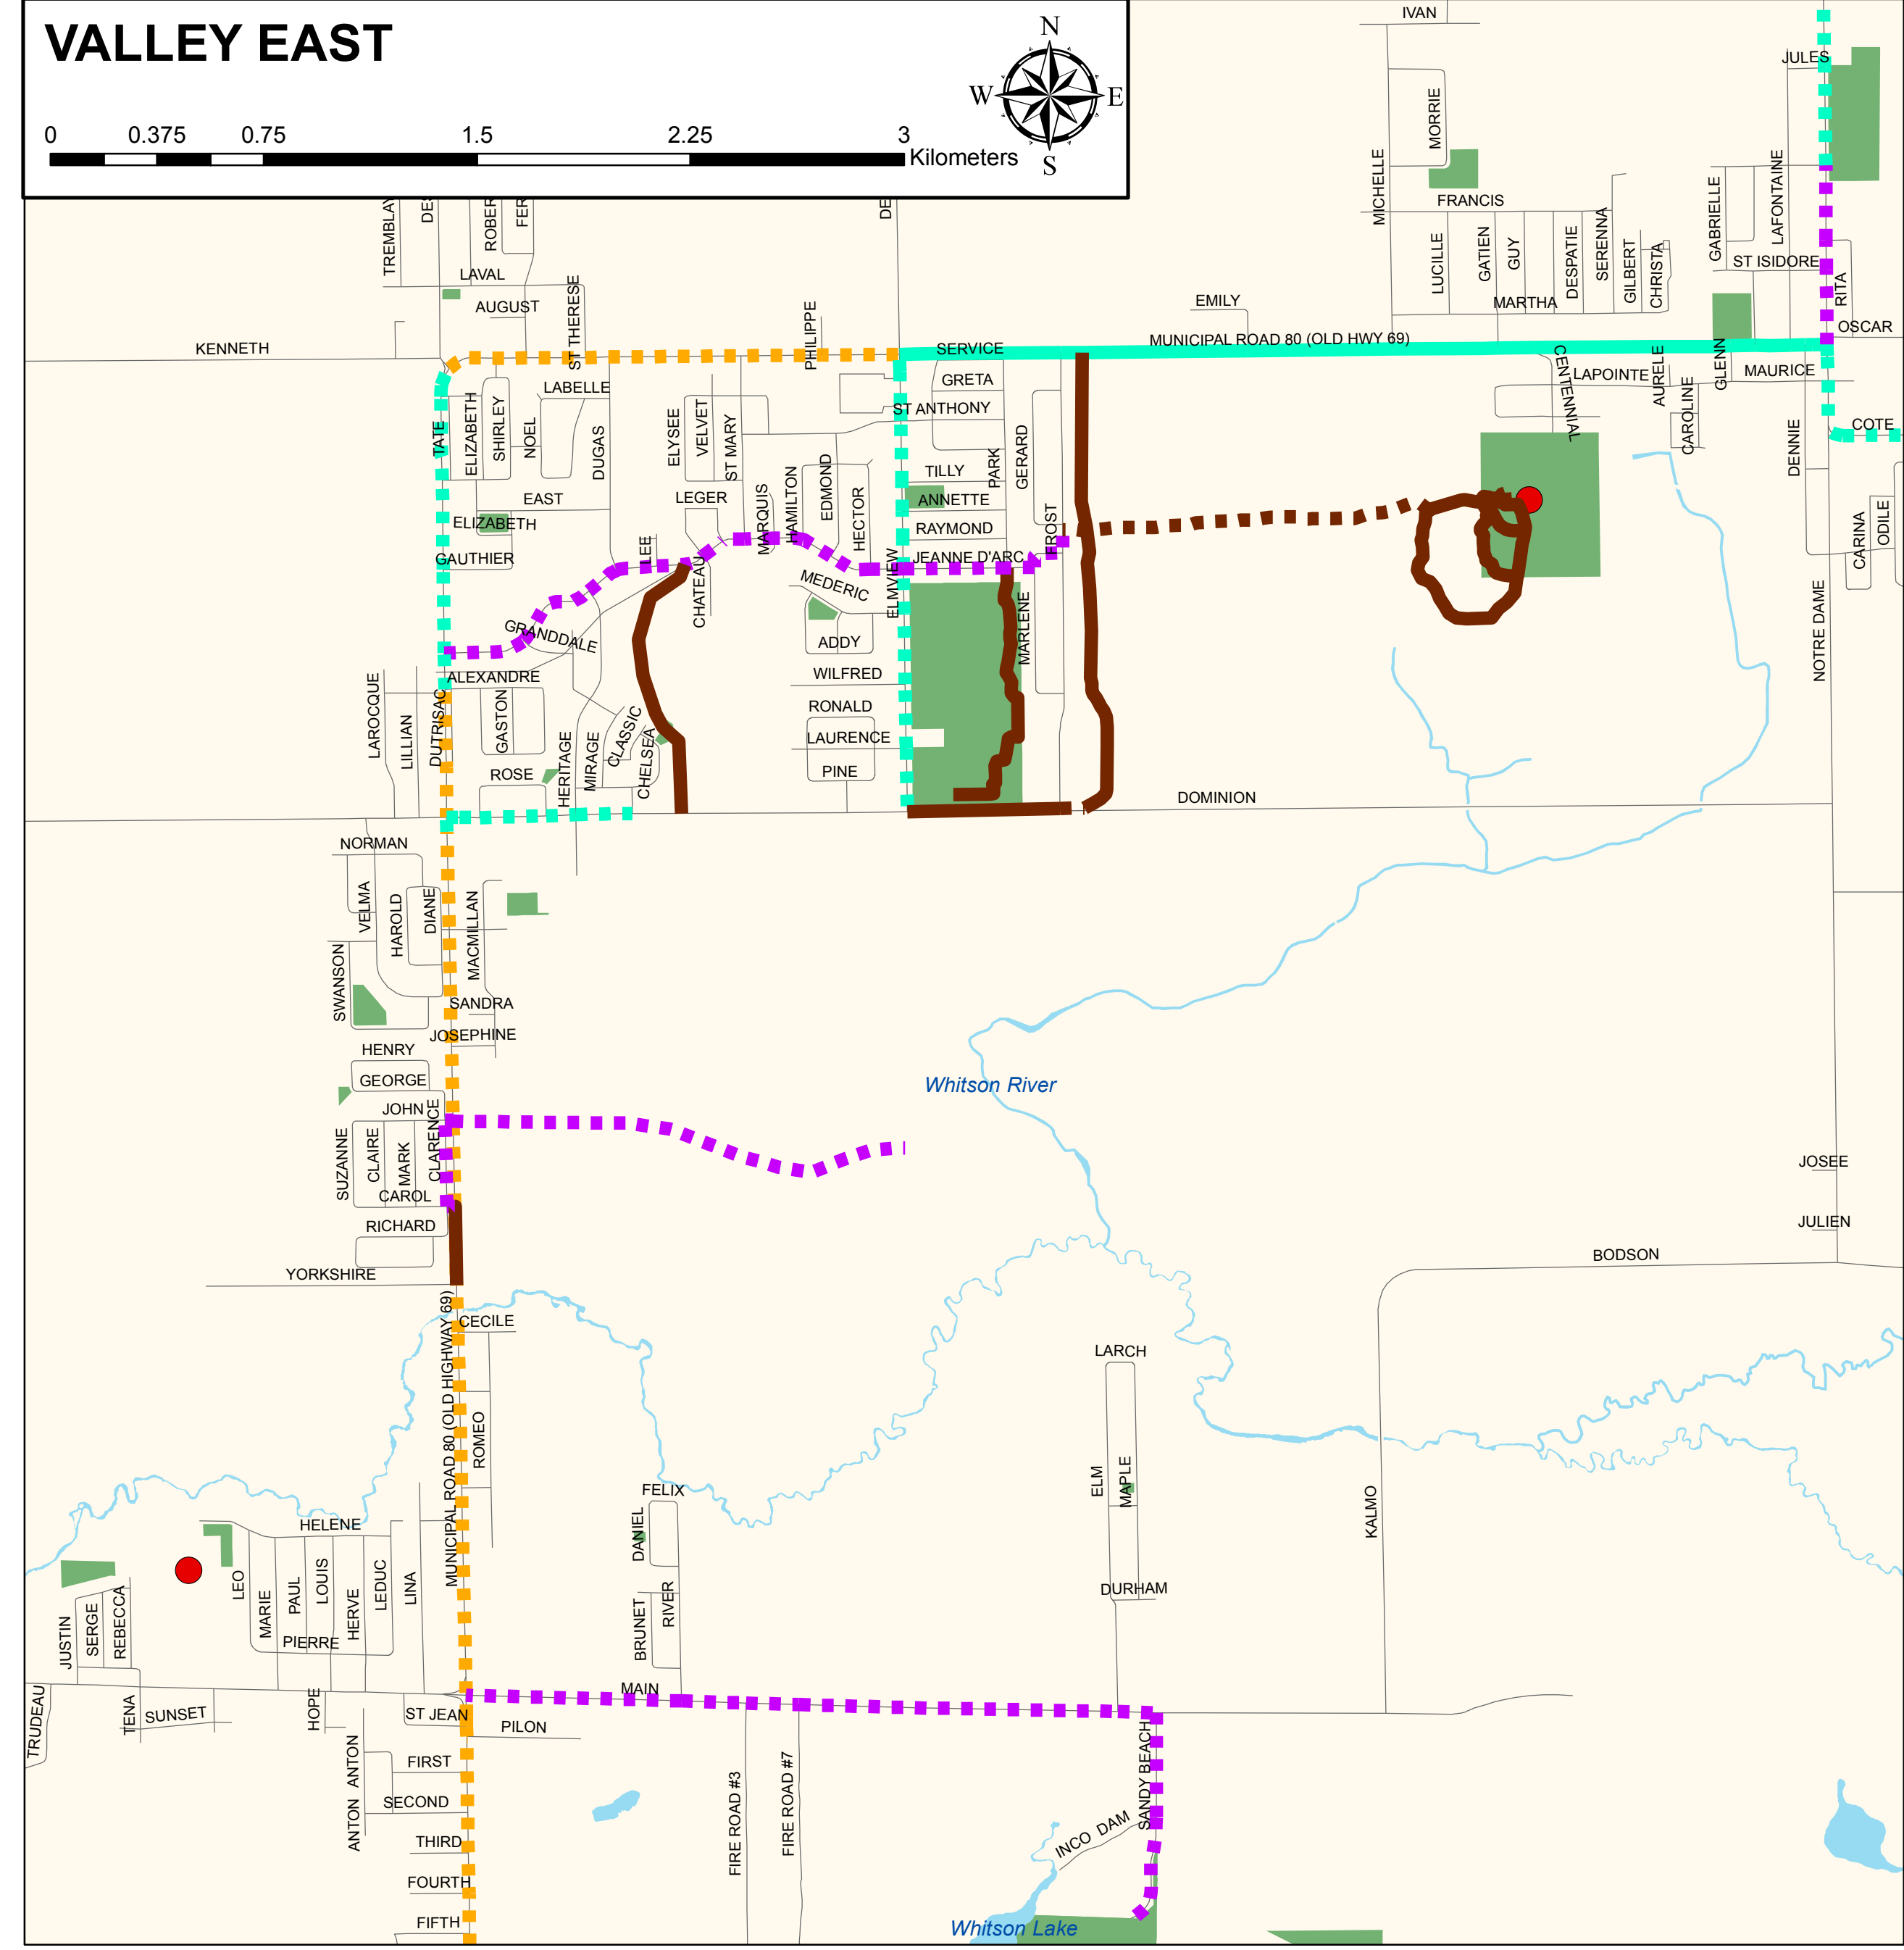 VALLEY EAST
N
W E
S
0 0.375 0.75 1.5 2.25 3
Kilometers
IVAN
JULES
MORRIE
MICHELLE
FRANCIS
LUCILLE
GATIEN
GUY
DESPATIE
SERENNA
GILBERT
CHRISTA
GABRIELLE
LAFONTAINE
ST ISIDORE
RITA
OSCAR
MARTHA
EMILY
TREMBLAY
DES
ROBER
FER
DE
LAVAL
AUGUST
ST THERESE
PHILIPPE
KENNETH
SERVICE
MUNICIPAL ROAD 80 (OLD HWY 69)
CENTENNIAL
LAPOINTE
AURELE
CAROLINE
GLENN
MAURICE
COTE
DENNIE
CARINA
ODILE
NOTRE DAME
TATE
ELIZABETH
SHIRLEY
NOEL
LABELLE
DUGAS
ELYSEE
VELVET
ST MARY
GRETA
ST ANTHONY
TILLY
PARK
GERARD
ANNETTE
RAYMOND
JEANNE D'ARC
FROST
EAST
ELIZABETH
GAUTHIER
LEGER
MARQUIS
HAMILTON
EDMOND
HECTOR
LEE
CHATEAU
MEDERIC
ELMVIEW
ADDY
MARLENE
GRANDDALE
ALEXANDRE
WILFRED
RONALD
LAURENCE
PINE
LAROCQUE
LILLIAN
DUTRISAC
GASTON
ROSE
HERITAGE
MIRAGE
CLASSIC
CHELSEA
DOMINION
NORMAN
VELMA
HAROLD
DIANE
MACMILLAN
SWANSON
SANDRA
JOSEPHINE
HENRY
GEORGE
JOHN
CLARENCE
SUZANNE
CLAIRE
MARK
CAROL
RICHARD
YORKSHIRE
Whitson River
JOSEE
JULIEN
BODSON
CECILE
MUNICIPAL ROAD 80 (OLD HIGHWAY 69)
ROMEO
LARCH
ELM
MAPLE
KALMO
DURHAM
FELIX
DANIEL
BRUNET
RIVER
HELENE
LEO
MARIE
PAUL
LOUIS
HERVE
LEDUC
LINA
PIERRE
JUSTIN
SERGE
REBECCA
MAIN
TRUDEAU
TENA
SUNSET
HOPE
ST JEAN
PILON
ANTON
ANTON
FIRST
SECOND
THIRD
FOURTH
FIFTH
FIRE ROAD #3
FIRE ROAD #7
SANDY BEACH
INCO DAM
Whitson Lake